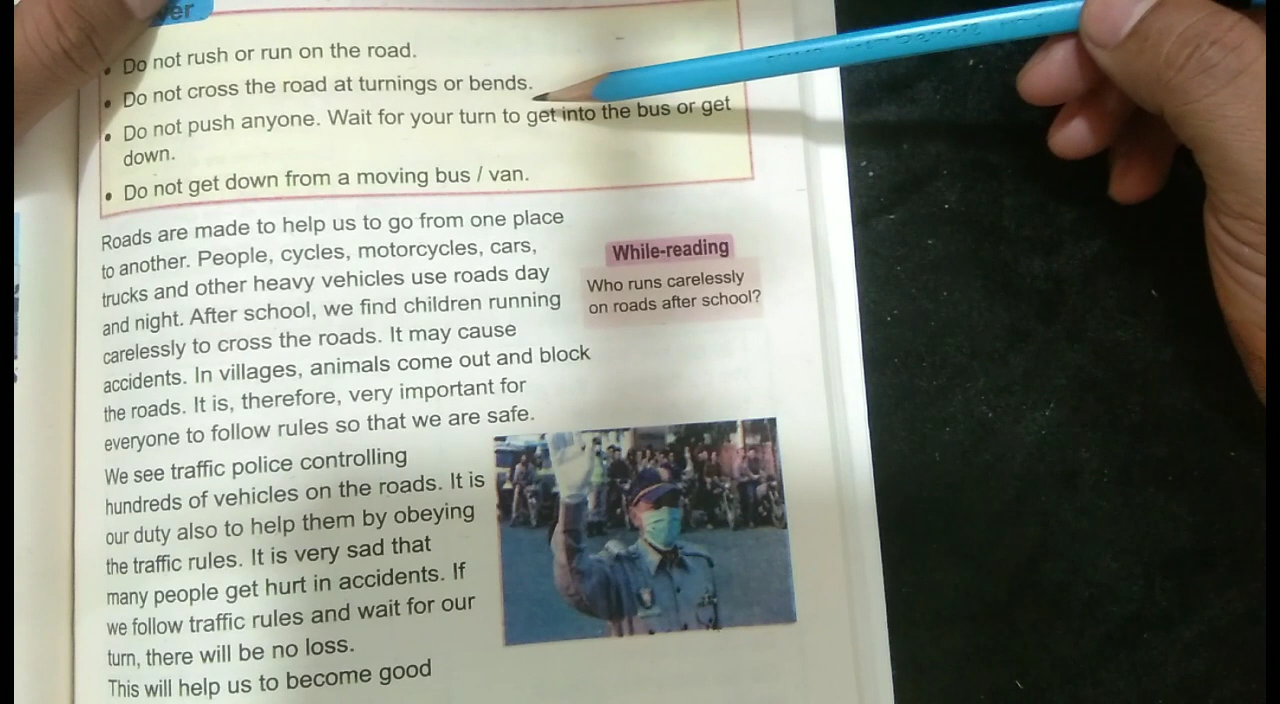 • Do not rush or run on the road.
• Do not cross the road at turnings or bends.
• Do not push anyone. Wait for your turn to get into the bus or get
down.
• Do not get down from a moving bus / van.
Roads are made to help us to go from one place
to another. People, cycles, motorcycles, cars,
trucks and other heavy vehicles use roads day
and night. After school, we find children running
carelessly to cross the roads. It may cause
accidents. In villages, animals come out and block
the roads. It is, therefore, very important for
everyone to follow rules so that we are safe.
While-reading
Who runs carelessly
on roads after school?
We see traffic police controlling
hundreds of vehicles on the roads. It is
our duty also to help them by obeying
the traffic rules. It is very sad that
many people get hurt in accidents. If
we follow traffic rules and wait for our
turn, there will be no loss.
This will help us to become good